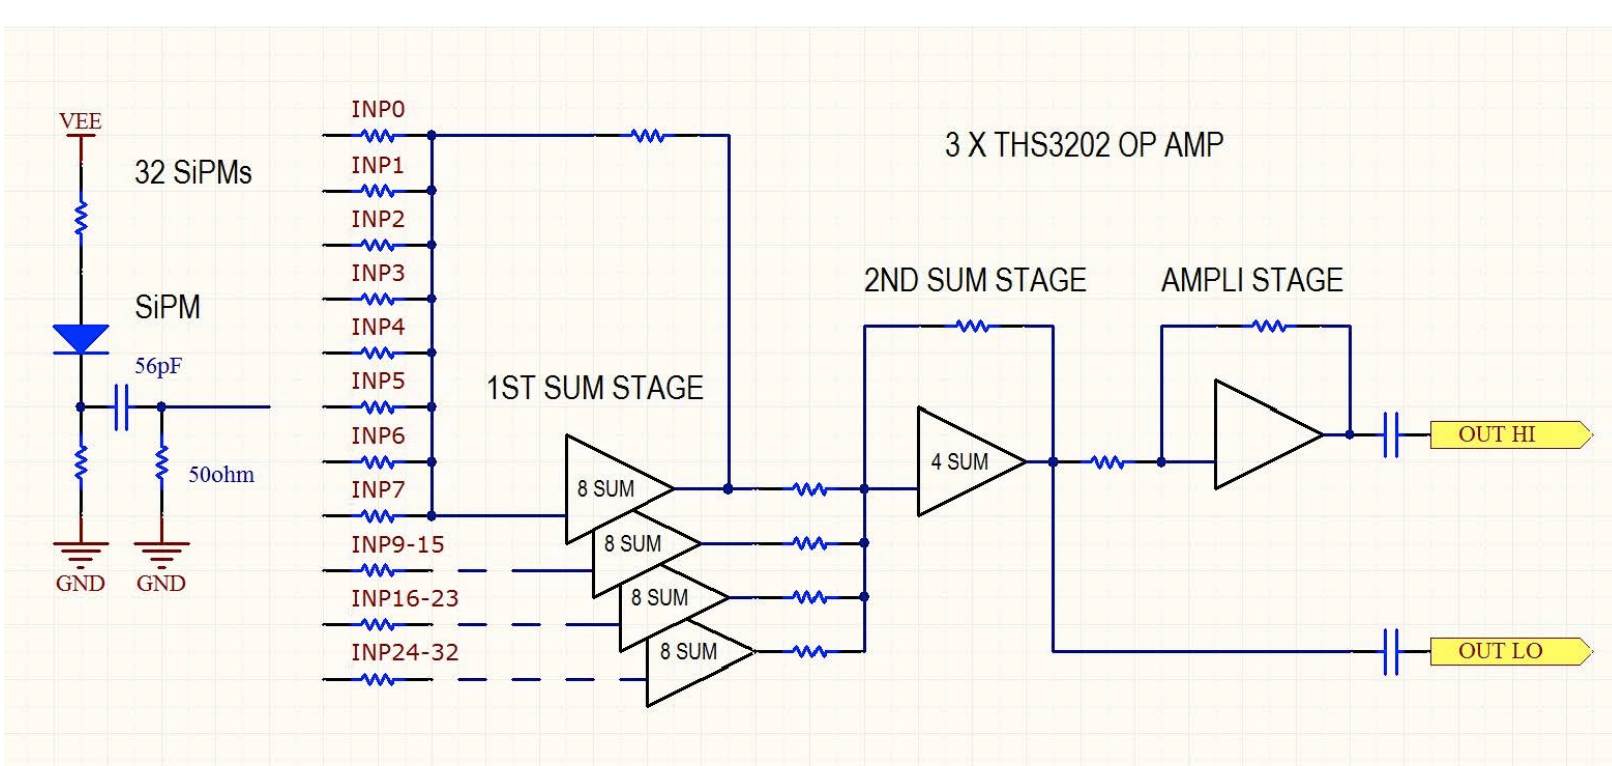 VEE
32 SiPMs
SiPM
56pF
50ohm
GND
GND
INP0
INP1
INP2
INP3
INP4
INP5
INP6
INP7
INP9-15
INP16-23
INP24-32
1ST SUM STAGE
8 SUM
8 SUM
8 SUM
8 SUM
3 X THS3202 OP AMP
2ND SUM STAGE
4 SUM
AMPLI STAGE
OUT HI
OUT LO